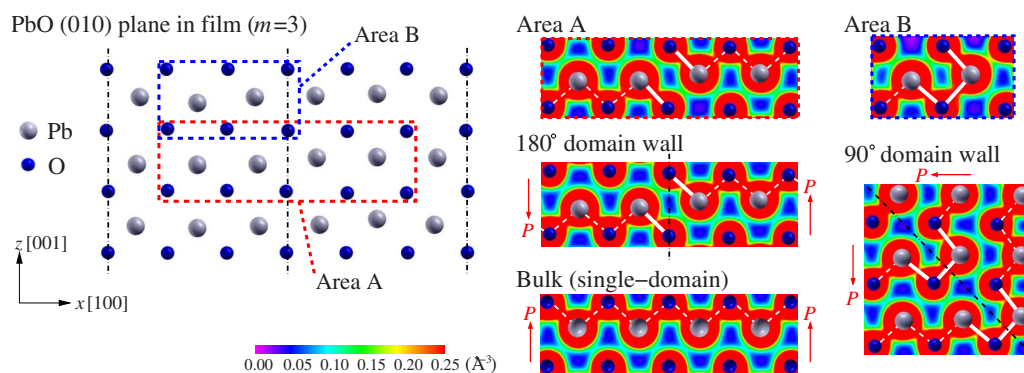 PbO (010) plane in film (m=3)
Area B
Pb
O
z[001]
x[100]
Area A
0.00 0.05 0.10 0.15 0.20 0.25 (Å⁻³)
Area A
180° domain wall
P
P
Bulk (single−domain)
P
P
Area B
90° domain wall
P
P